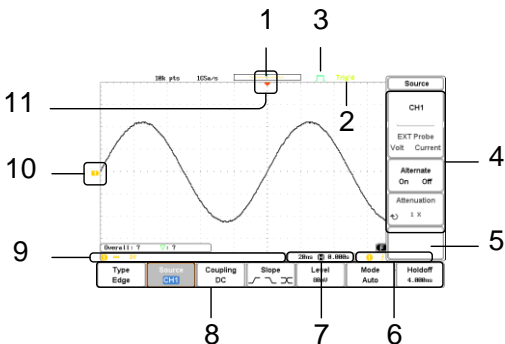 1
3
10k pts
Trig'd
Source
11
CH1
2
EXT Probe
Volt Current
4
10
Alternate
On Off
Attenuation
1 X
5
Overall: ? : ?
9
20ms H 0.000s
Type
Edge
Source
CH1
Coupling
DC
Slope
Level
Mode
Auto
Holdoff
4.000ns
8
7
6